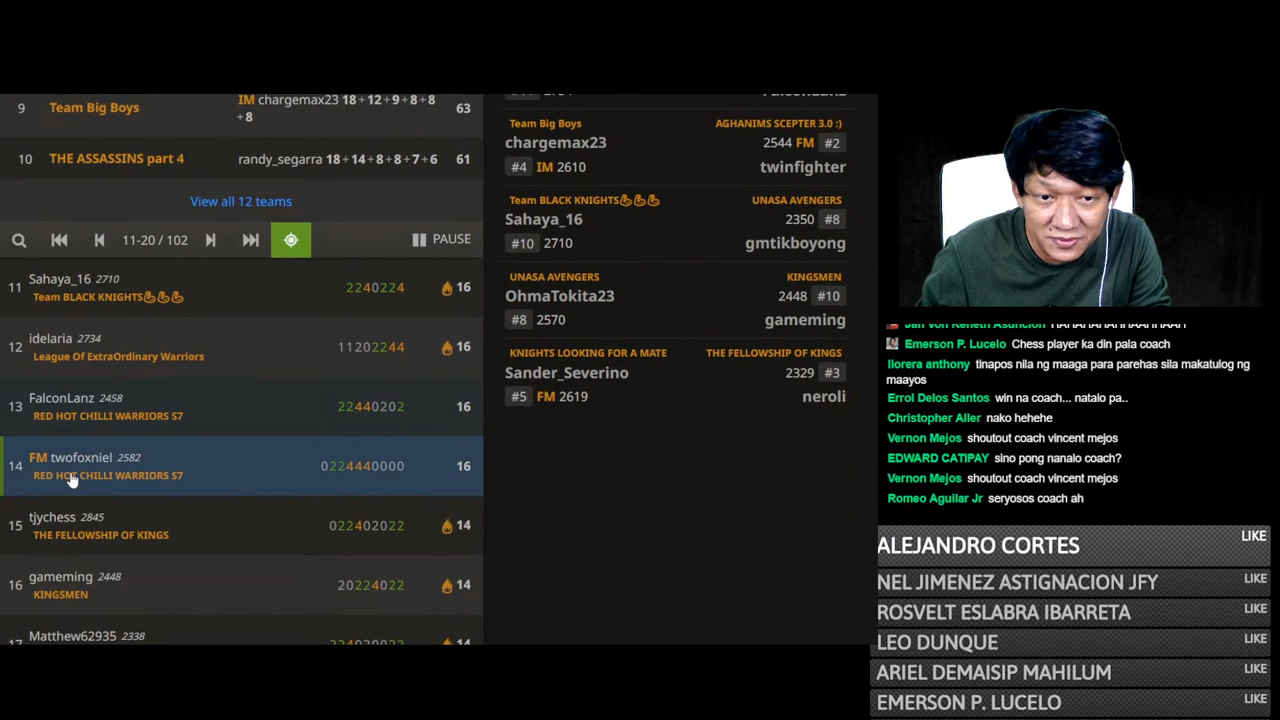 9 Team Big Boys IM chargemax23 18+12+9+8+8 63
+8
10 THE ASSASSINS part 4 randy_segarra 18+14+8+8+7+6 61
View all 12 teams
11-20 / 102 PAUSE
11 Sahaya_16 2710 2240224 16
Team BLACK KNIGHTS💪💪💪
12 idelaria 2734 11202244 16
League Of ExtraOrdinary Warriors
13 FalconLanz 2458 22440202 16
RED HOT CHILLI WARRIORS S7
14 FM twofoxniel 2582 0224440000 16
RED HOT CHILLI WARRIORS S7
15 tjychess 2845 022402022 14
THE FELLOWSHIP OF KINGS
16 gameming 2448 20224022 14
KINGSMEN
Matthew62935 2338
Team Big Boys AGHANIMS SCEPTER 3.0 :)
chargemax23 2544 FM #2
#4 IM 2610 twinfighter
Team BLACK KNIGHTS💪💪💪 UNASA AVENGERS
Sahaya_16 2350 #8
#10 2710 gmtikboyong
UNASA AVENGERS KINGSMEN
OhmaTokita23 2448 #10
#8 2570 gameming
KNIGHTS LOOKING FOR A MATE THE FELLOWSHIP OF KINGS
Sander_Severino 2329 #3
#5 FM 2619 neroli
Emerson P. Lucelo Chess player ka din pala coach
llorera anthony tinapos nila ng maaga para parehas sila makatulog ng
maayos
Errol Delos Santos win na coach... natalo pa..
Christopher Aller nako hehehe
Vernon Mejos shoutout coach vincent mejos
EDWARD CATIPAY sino pong nanalo coach?
Vernon Mejos shoutout coach vincent mejos
Romeo Aguilar Jr seryosos coach ah
ALEJANDRO CORTES LIKE
NEL JIMENEZ ASTIGNACION JFY LIKE
ROSVELT ESLABRA IBARRETA LIKE
LEO DUNQUE LIKE
ARIEL DEMAISIP MAHILUM LIKE
EMERSON P. LUCELO LIKE